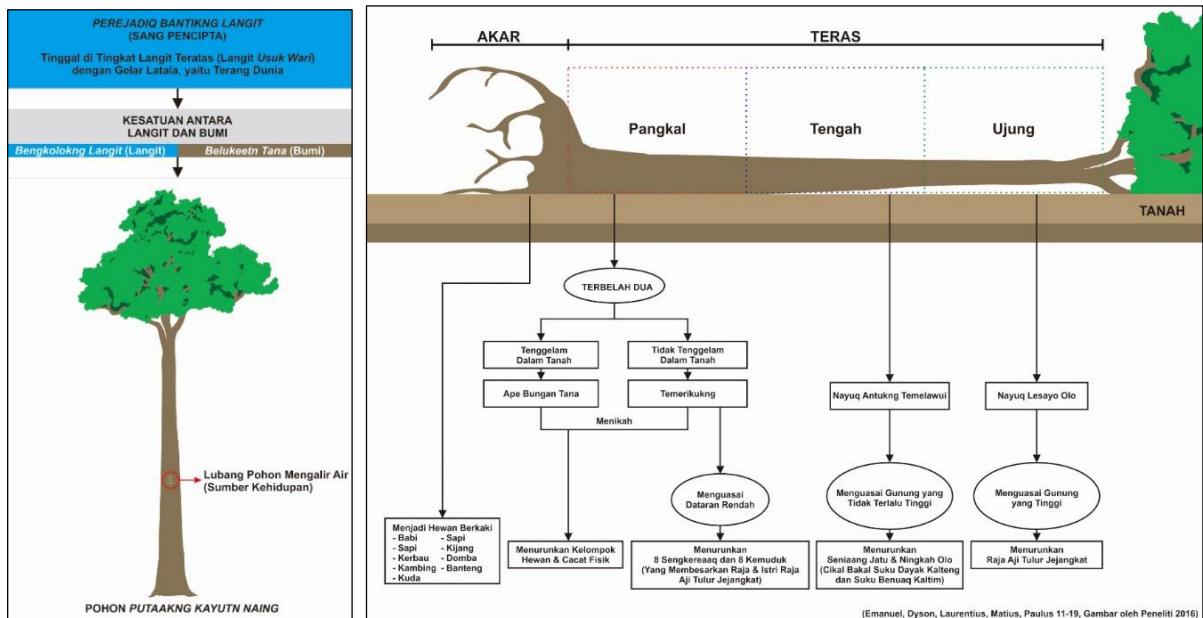 PEREJADIQ BANTIKNG LANGIT
(SANG PENCIPTA)
Tinggal di Tingkat Langit Teratas (Langit Usuk Wari)
dengan Gelar Latala, yaitu Terang Dunia
KESATUAN ANTARA
LANGIT DAN BUMI
Bengkolokng Langit (Langit)
Belukeetn Tana (Bumi)
Lubang Pohon Mengalir Air
(Sumber Kehidupan)
POHON PUTAAKNG KAYUTN NAING
AKAR
TERAS
Pangkal
Tengah
Ujung
TANAH
TERBELAH DUA
Tenggelam
Dalam Tanah
Tidak Tenggelam
Dalam Tanah
Ape Bungan Tana
Temerikukng
Menikah
Nayuq Antukng Temelawui
Nayuq Lesayo Olo
Menguasai
Dataran Rendah
Menguasai Gunung yang
Tidak Terlalu Tinggi
Menguasai Gunung
yang Tinggi
Menjadi Hewan Berkaki
- Babi
- Sapi
- Kerbau
- Kambing
- Kuda
- Sapi
- Kijang
- Domba
- Banteng
Menurunkan Kelompok
Hewan & Cacat Fisik
Menurunkan
8 Sengkereaaq dan 8 Kemuduk
(Yang Membesarkan Raja & Istri Raja
Aji Tulur Jejangkat)
Menurunkan
Seniaang Jatu & Ningkah Olo
(Cikal Bakal Suku Dayak Kalteng
dan Suku Benuaq Kaltim)
Menurunkan
Raja Aji Tulur Jejangkat
(Emanuel, Dyson, Laurentius, Matius, Paulus 11-19, Gambar oleh Peneliti 2016)